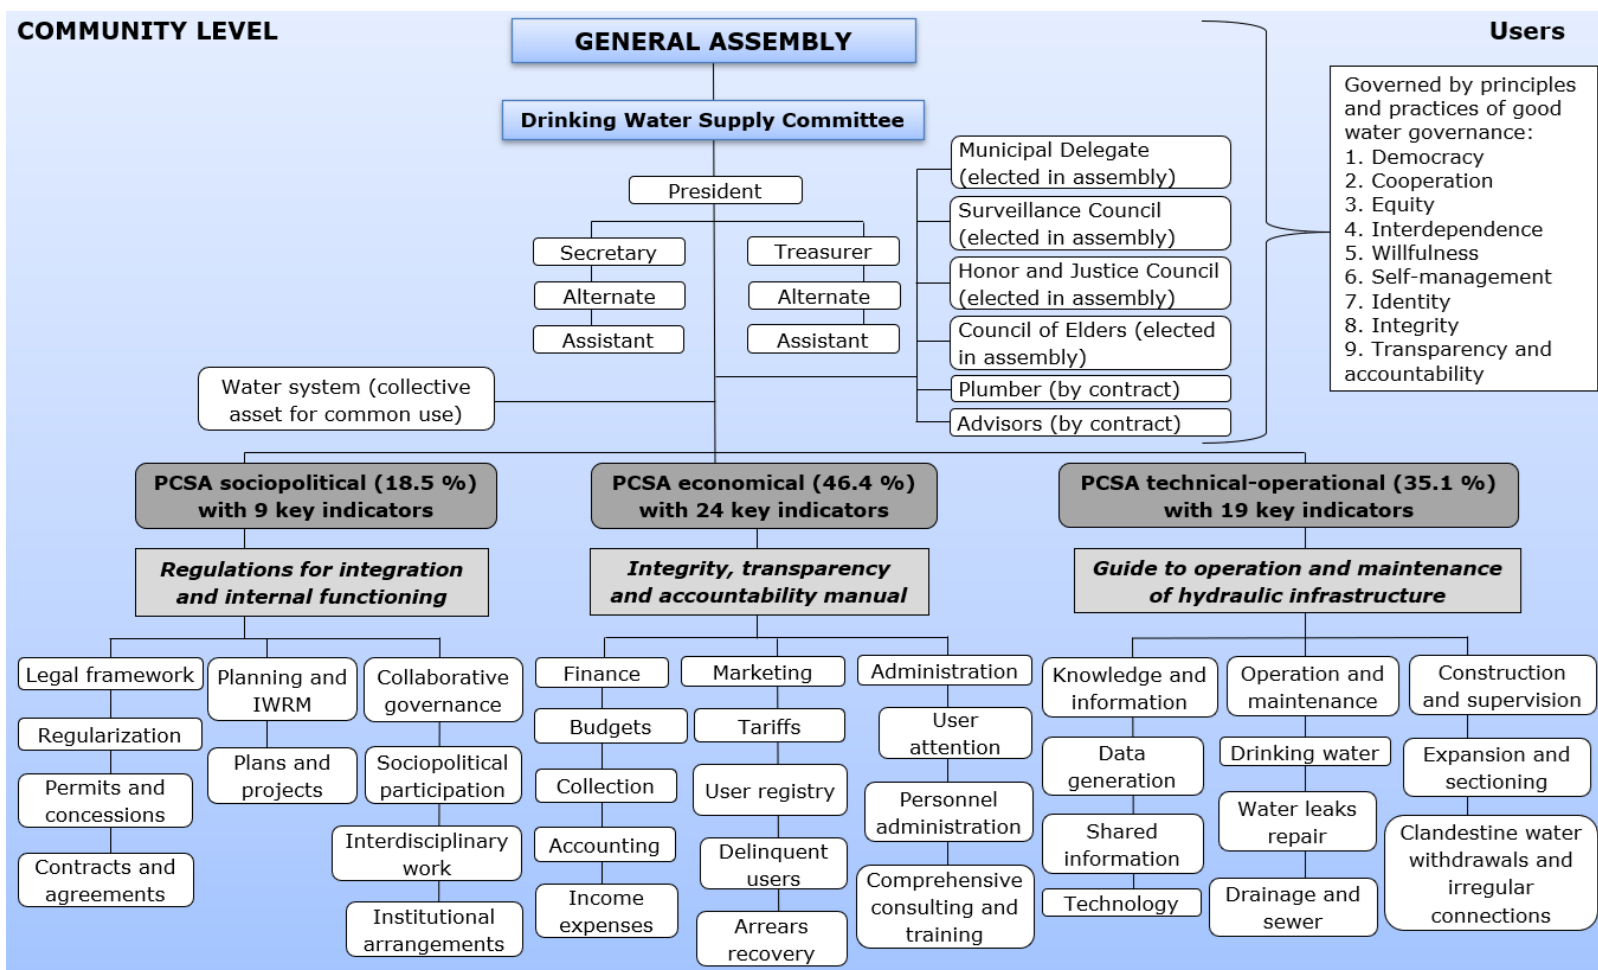 COMMUNITY LEVEL
GENERAL ASSEMBLY
Users
Drinking Water Supply Committee
Governed by principles
and practices of good
water governance:
1. Democracy
2. Cooperation
3. Equity
4. Interdependence
5. Willfulness
6. Self-management
7. Identity
8. Integrity
9. Transparency and
accountability
President
Secretary
Alternate
Assistant
Treasurer
Alternate
Assistant
Municipal Delegate
(elected in assembly)
Surveillance Council
(elected in assembly)
Honor and Justice Council
(elected in assembly)
Council of Elders (elected
in assembly)
Plumber (by contract)
Advisors (by contract)
Water system (collective
asset for common use)
PCSA sociopolitical (18.5 %)
with 9 key indicators
Regulations for integration
and internal functioning
Legal framework
Regularization
Permits and
concessions
Contracts and
agreements
Planning and
IWRM
Plans and
projects
Collaborative
governance
Sociopolitical
participation
Interdisciplinary
work
Institutional
arrangements
PCSA economical (46.4 %)
with 24 key indicators
Integrity, transparency
and accountability manual
Finance
Budgets
Collection
Accounting
Income
expenses
Marketing
Tariffs
User registry
Delinquent
users
Arrears
recovery
Administration
User
attention
Personnel
administration
Comprehensive
consulting and
training
PCSA technical-operational (35.1 %)
with 19 key indicators
Guide to operation and maintenance
of hydraulic infrastructure
Knowledge and
information
Data
generation
Shared
information
Technology
Operation and
maintenance
Drinking water
Water leaks
repair
Drainage and
sewer
Construction
and supervision
Expansion and
sectioning
Clandestine water
withdrawals and
irregular
connections